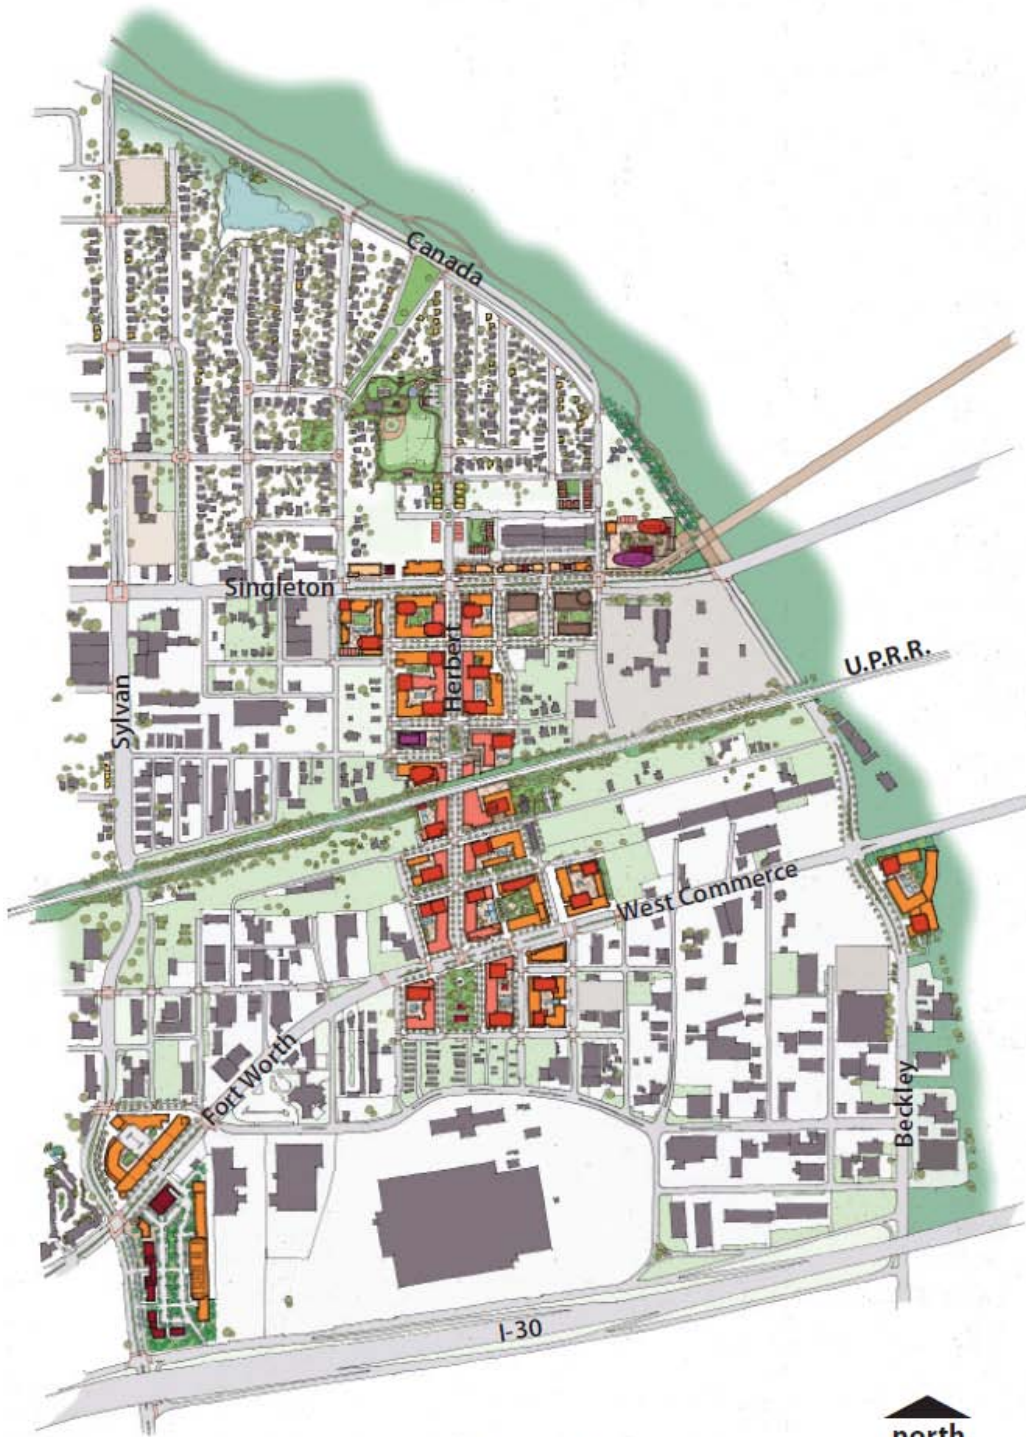 Canada
Singleton
Herbert
Sylvan
U.P.R.R.
West Commerce
Fort Worth
Beckley
I-30
north